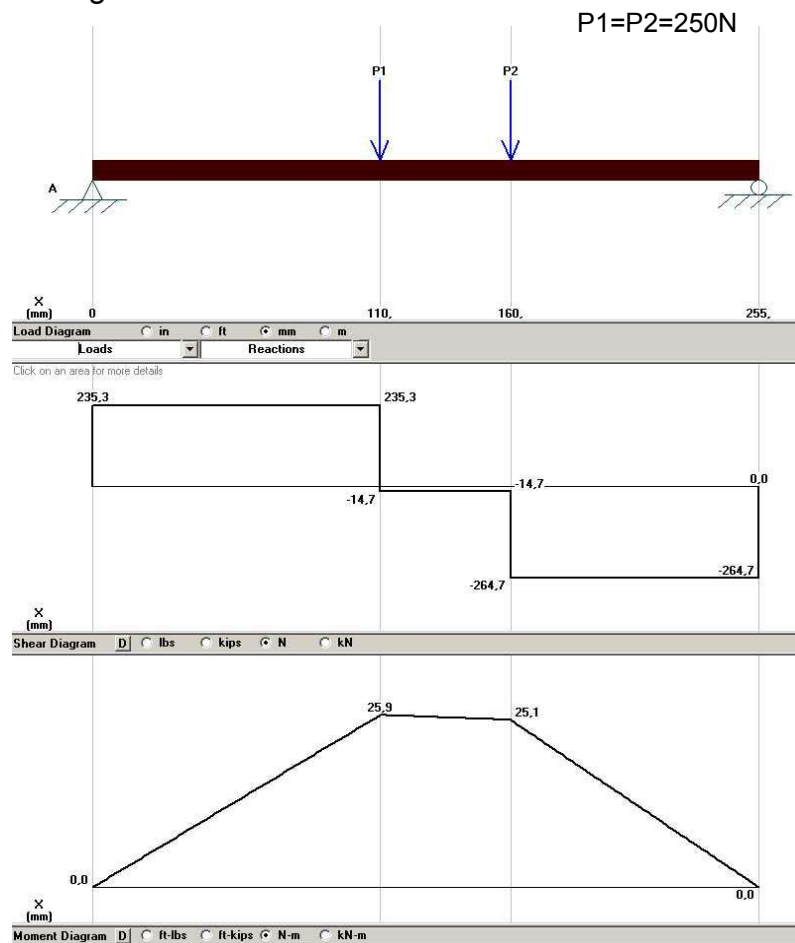 P1=P2=250N
P1 P2
A
X
(mm) 0 110, 160, 255,
Load Diagram in ft mm m
Loads Reactions
Click on an area for more details
235,3 235,3
-14,7 -14,7 0,0
-264,7 -264,7
X
(mm)
Shear Diagram D lbs kips N kN
25,9 25,1
0,0 0,0
X
(mm)
Moment Diagram D ft-lbs ft-kips N-m kN-m